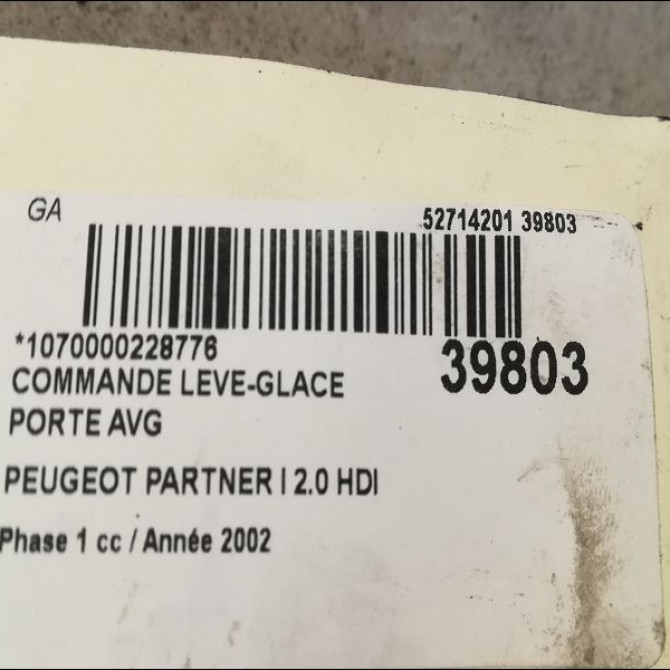 GA
52714201 39803
*1070000228776
39803
COMMANDE LEVE-GLACE
PORTE AVG
PEUGEOT PARTNER I 2.0 HDI
Phase 1 cc / Année 2002